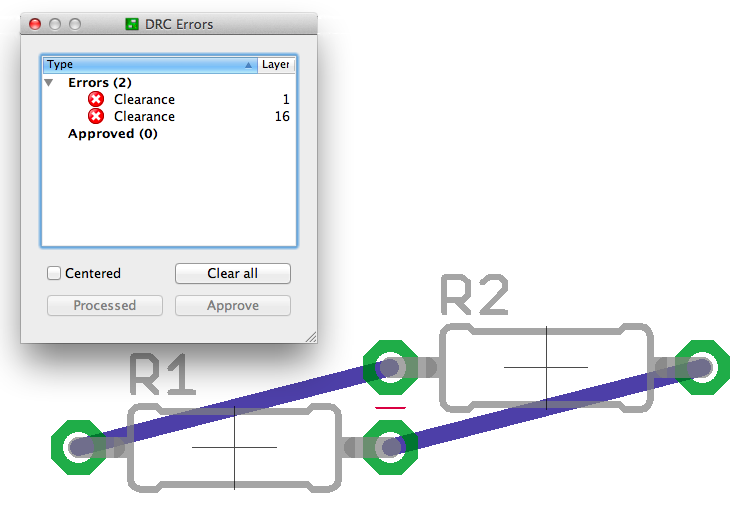 DRC Errors
Type Layer
Errors (2)
Clearance 1
Clearance 16
Approved (0)
Centered Clear all
Processed Approve
R2
R1